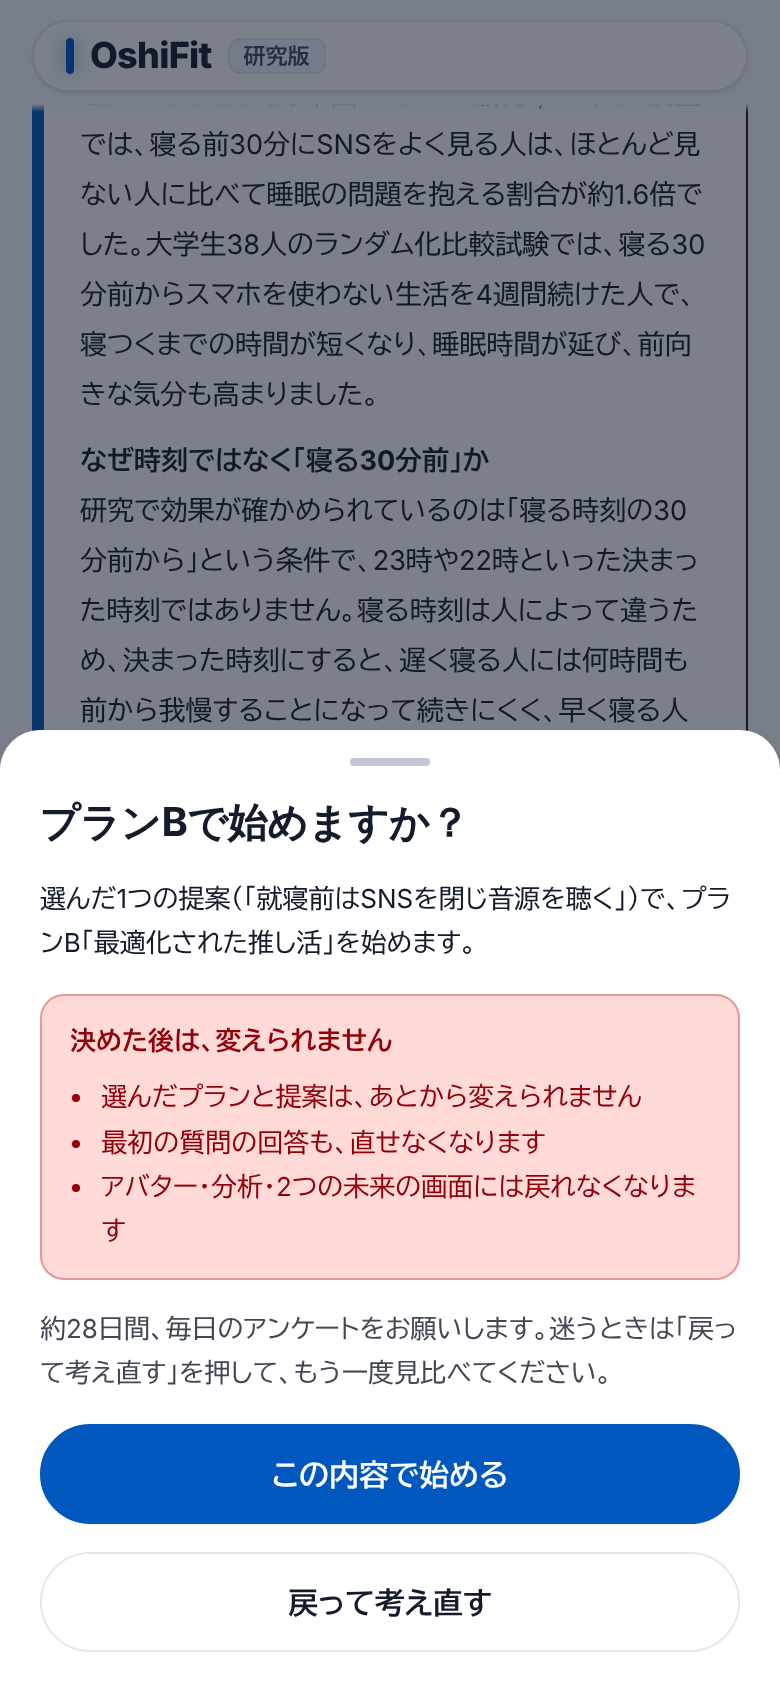 OshiFit 研究版
では、寝る前30分にSNSをよく見る人は、ほとんど見
ない人に比べて睡眠の問題を抱える割合が約1.6倍で
した。大学生38人のランダム化比較試験では、寝る30
分前からスマホを使わない生活を4週間続けた人で、
寝つくまでの時間が短くなり、睡眠時間が延び、前向
きな気分も高まりました。
なぜ時刻ではなく「寝る30分前」か
研究で効果が確かめられているのは「寝る時刻の30
分前から」という条件で、23時や22時といった決まっ
た時刻ではありません。寝る時刻は人によって違うた
め、決まった時刻にすると、遅く寝る人には何時間も
前から我慢することになって続きにくく、早く寝る人
プランBで始めますか？
選んだ1つの提案（「就寝前はSNSを閉じ音源を聴く」）で、プラ
ンB「最適化された推し活」を始めます。
決めた後は、変えられません
• 選んだプランと提案は、あとから変えられません
• 最初の質問の回答も、直せなくなります
• アバター・分析・2つの未来の画面には戻れなくなりま
す
約28日間、毎日のアンケートをお願いします。迷うときは「戻っ
て考え直す」を押して、もう一度見比べてください。
この内容で始める
戻って考え直す